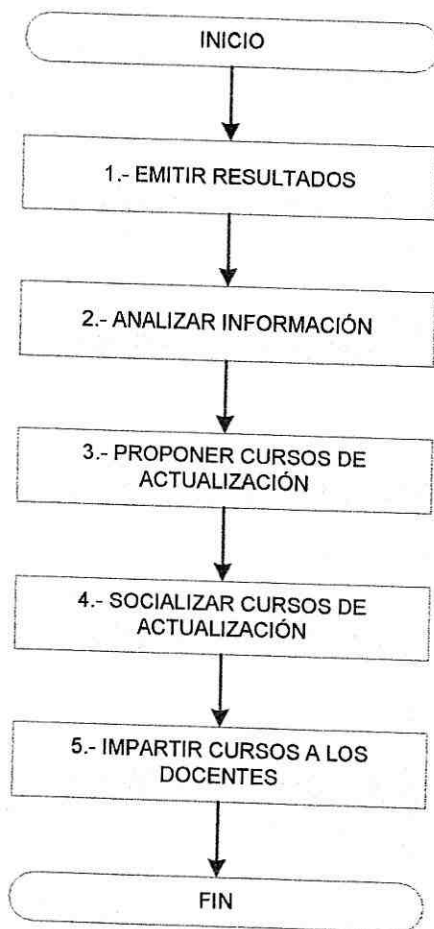 INICIO
1.- EMITIR RESULTADOS
2.- ANALIZAR INFORMACIÓN
3.- PROPONER CURSOS DE
ACTUALIZACIÓN
4.- SOCIALIZAR CURSOS DE
ACTUALIZACIÓN
5.- IMPARTIR CURSOS A LOS
DOCENTES
FIN